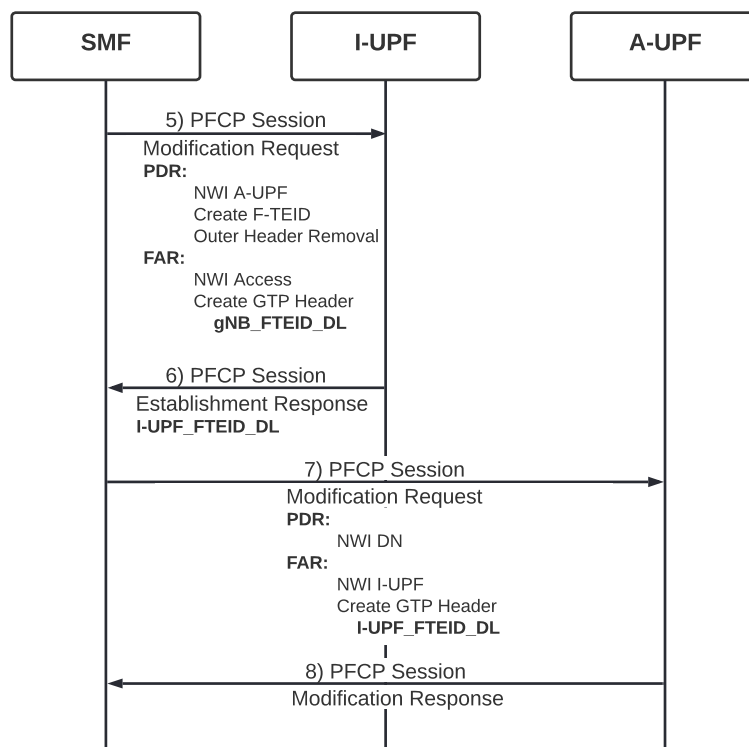 SMF
I-UPF
A-UPF
5) PFCP Session
Modification Request
PDR:
NWI A-UPF
Create F-TEID
Outer Header Removal
FAR:
NWI Access
Create GTP Header
gNB_FTEID_DL
6) PFCP Session
Establishment Response
I-UPF_FTEID_DL
7) PFCP Session
Modification Request
PDR:
NWI DN
FAR:
NWI I-UPF
Create GTP Header
I-UPF_FTEID_DL
8) PFCP Session
Modification Response